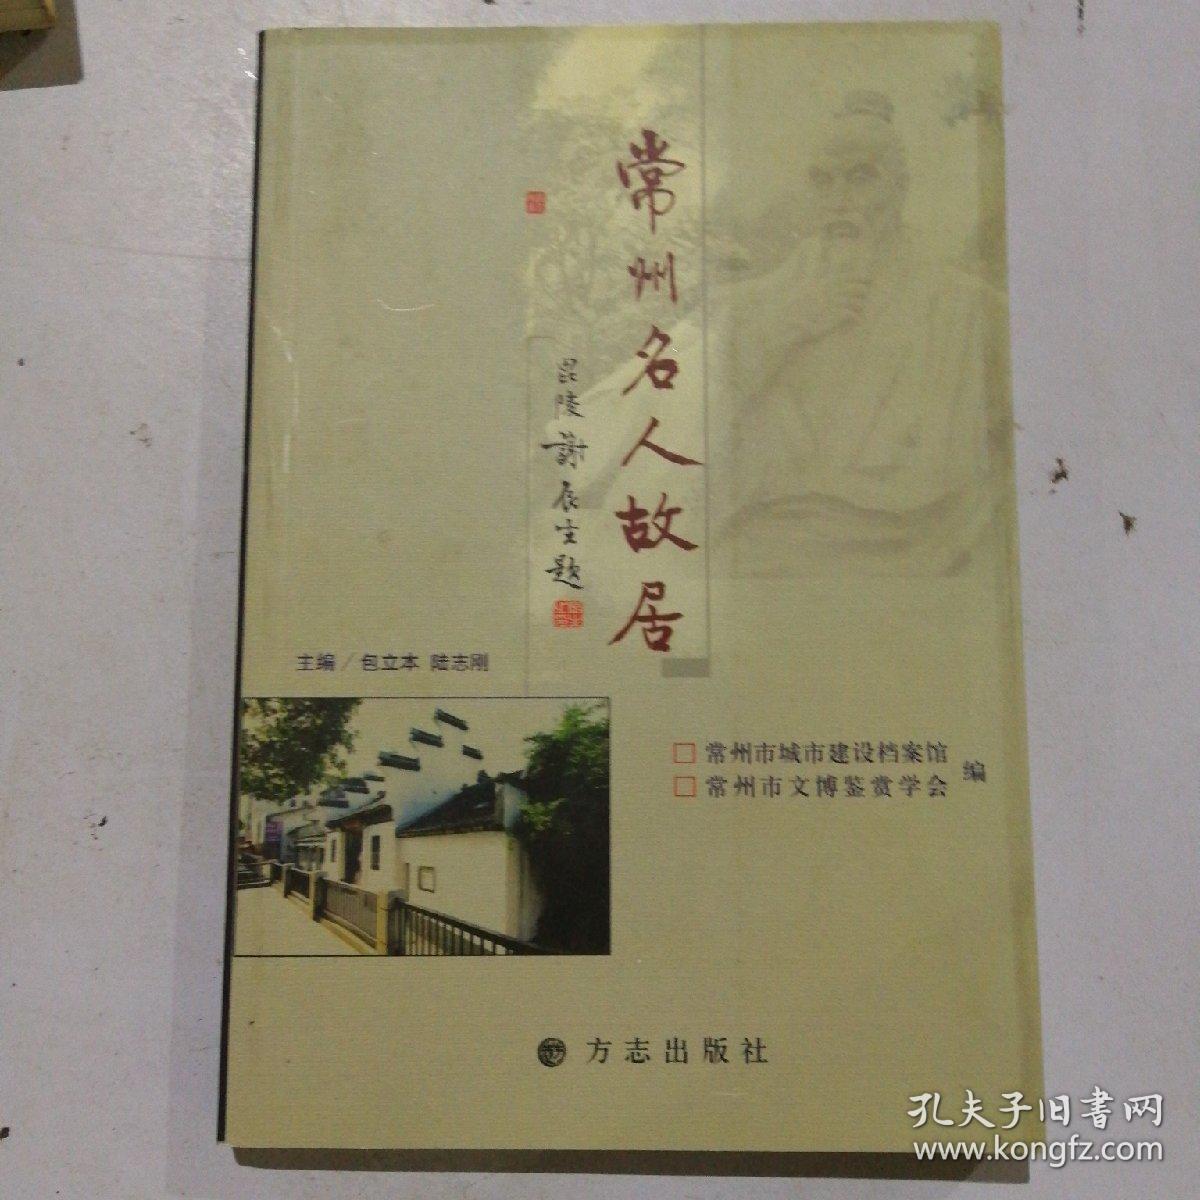 常州名人故居
毘陵谢辰生题
主编/包立本 陆志刚
□常州市城市建设档案馆
□常州市文博鉴赏学会
编
方志出版社
孔夫子旧书网
www.kongfz.com